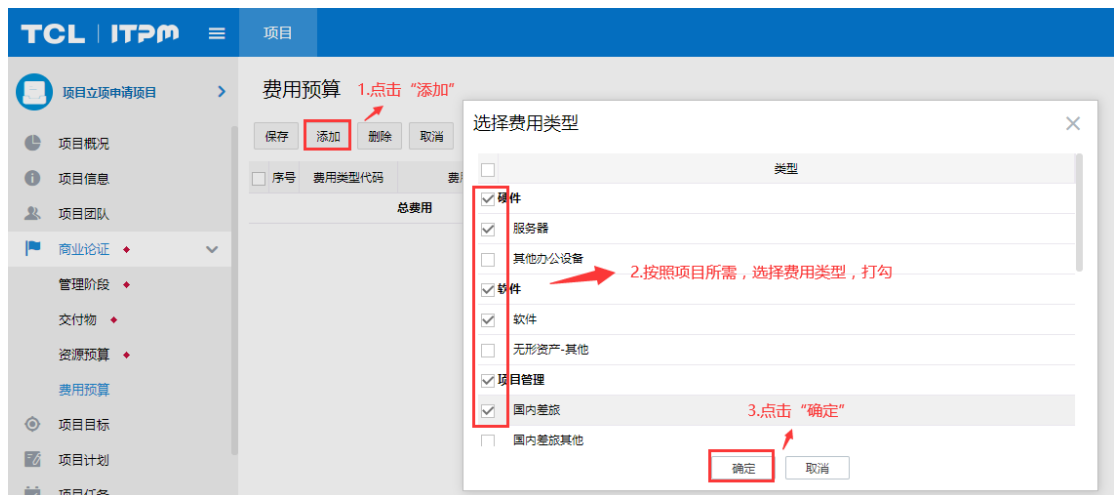 TCL ITPM
项目
项目立项申请项目
项目概况
项目信息
项目团队
商业论证
管理阶段
交付物
资源预算
费用预算
项目目标
项目计划
项目任务
费用预算
1.点击“添加”
保存 添加 删除 取消
序号 费用类型代码 费
总费用
选择费用类型
类型
硬件
服务器
其他办公设备
2.按照项目所需，选择费用类型，打勾
软件
软件
无形资产-其他
项目管理
国内差旅
3.点击“确定”
国内差旅其他
确定 取消